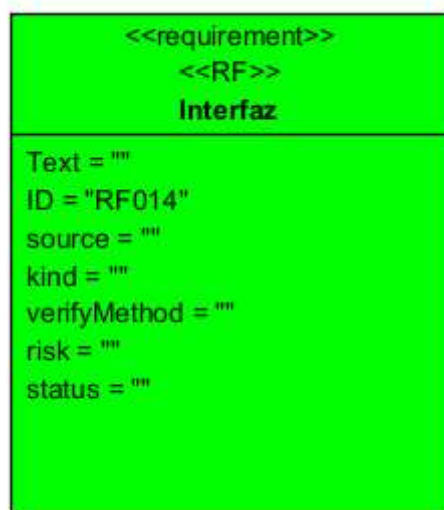 <<requirement>>
<<RF>>
Interfaz
Text = ""
ID = "RF014"
source = ""
kind = ""
verifyMethod = ""
risk = ""
status = ""